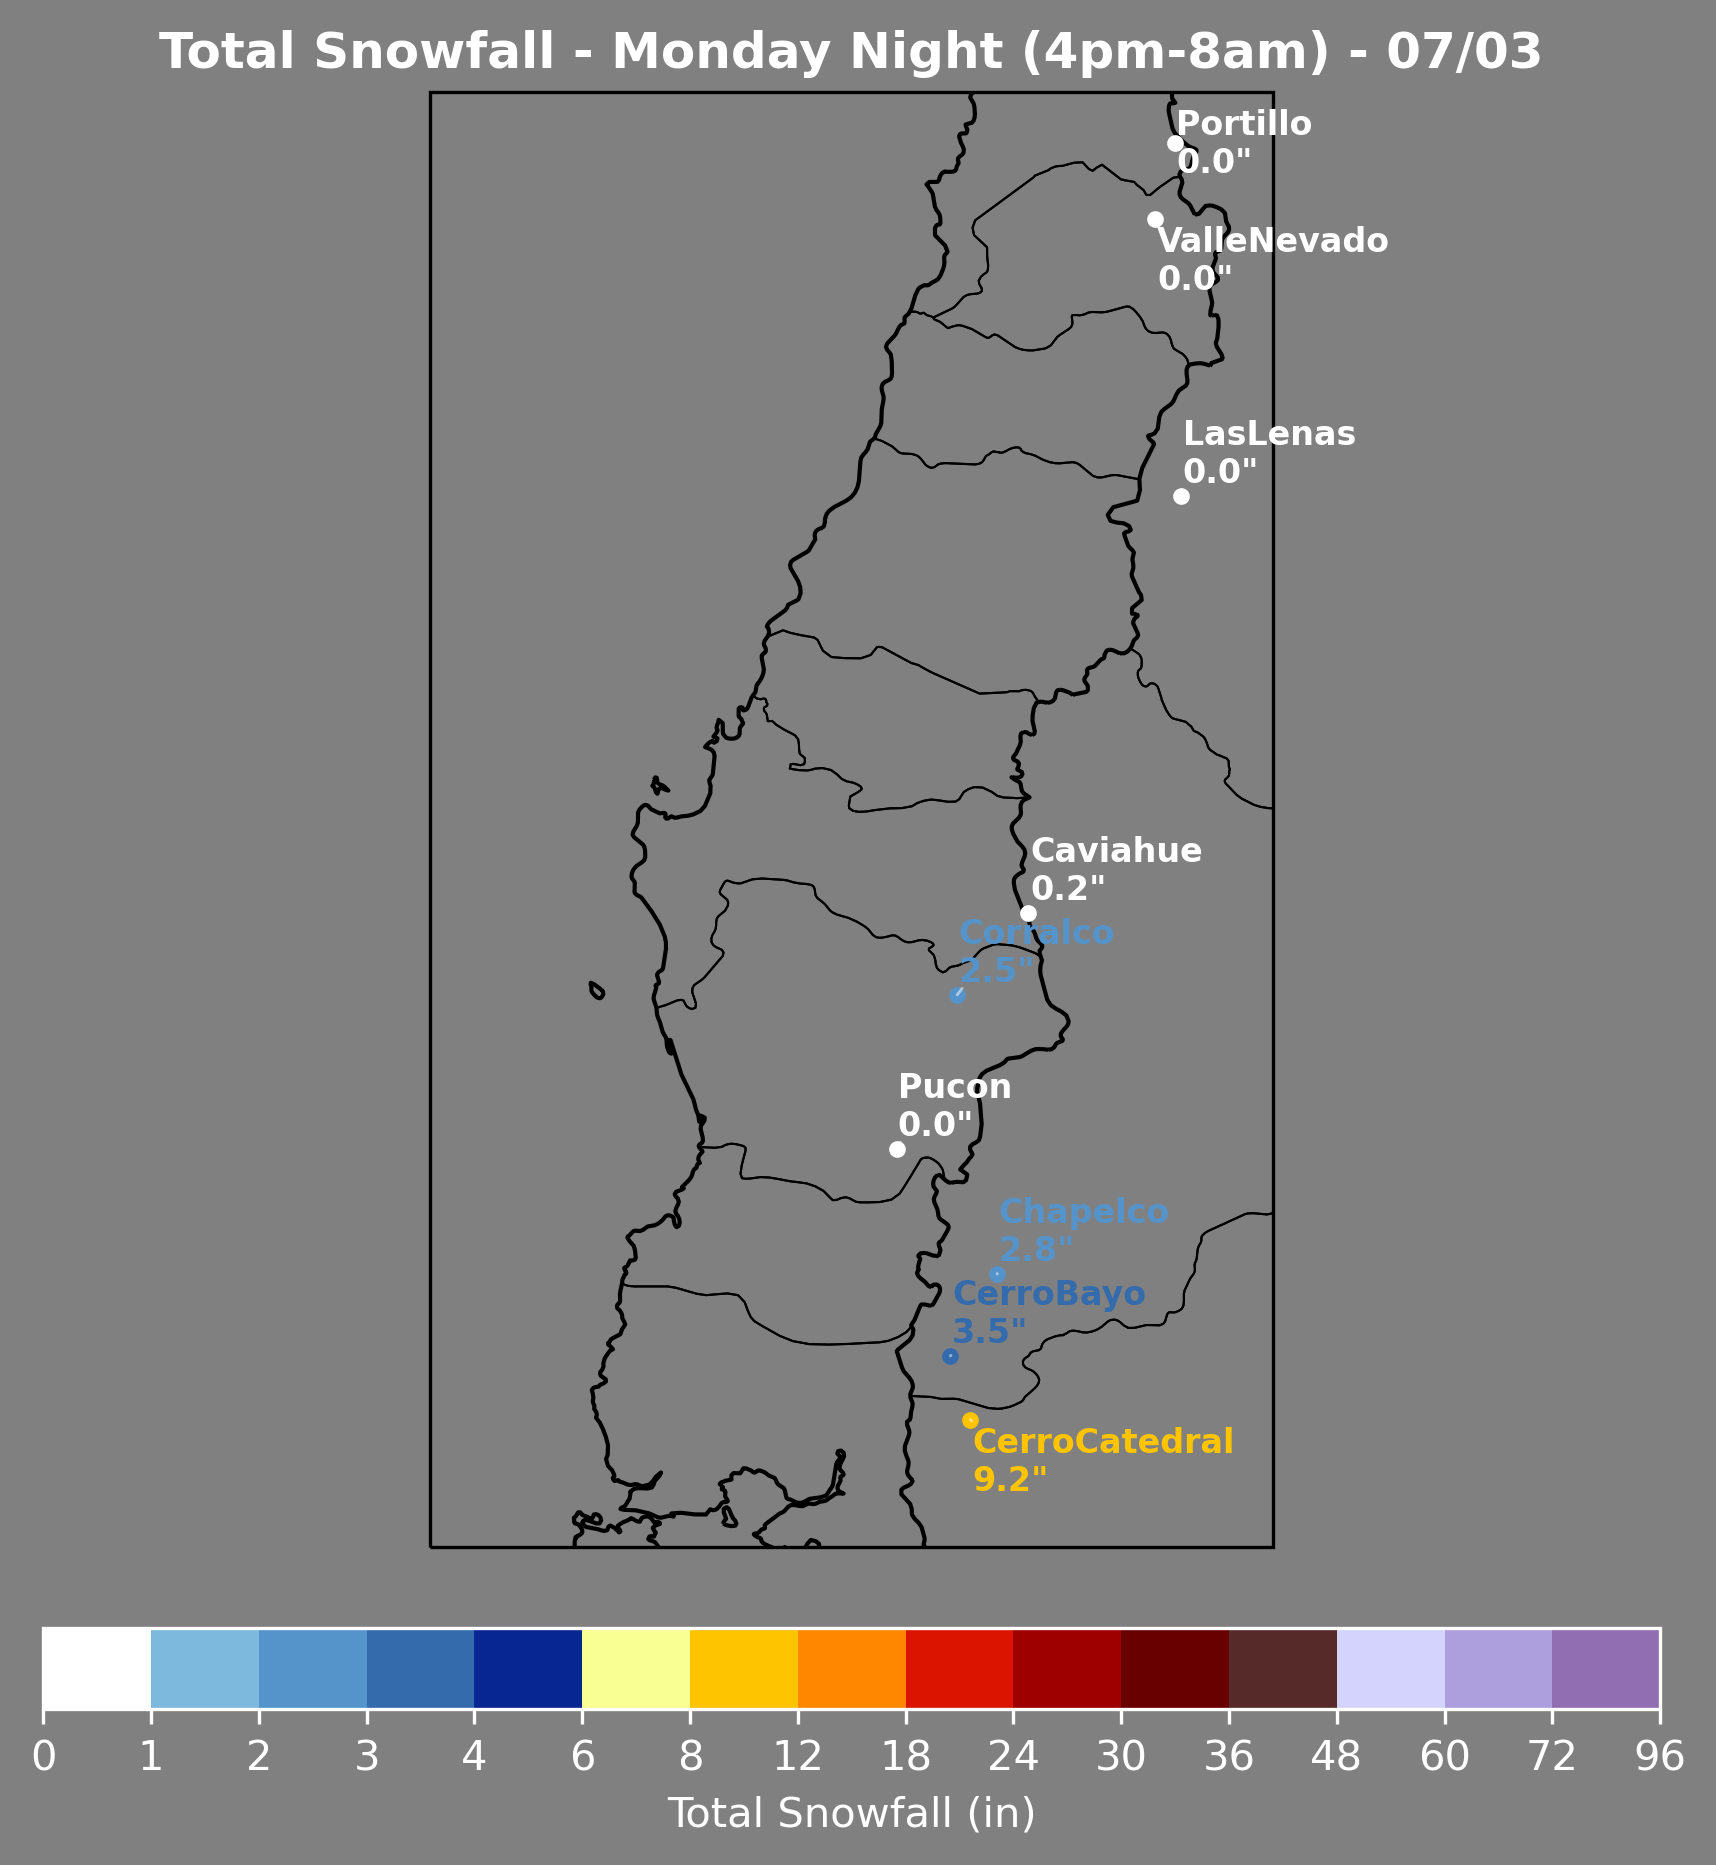 Total Snowfall - Monday Night (4pm-8am) - 07/03
Portillo
0.0"
ValleNevado
0.0"
LasLenas
0.0"
Caviahue
0.2"
Corralco
2.5"
Pucon
0.0"
Chapelco
2.8"
CerroBayo
3.5"
CerroCatedral
9.2"
0 1 2 3 4 6 8 12 18 24 30 36 48 60 72 96
Total Snowfall (in)